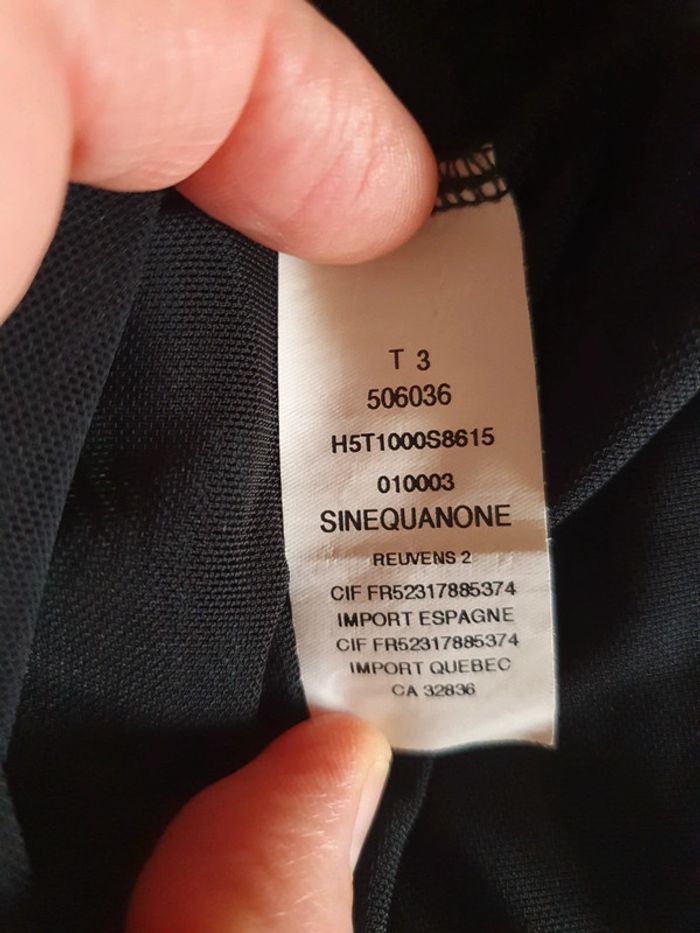 T 3
506036
H5T1000S8615
010003
SINEQUANONE
REUVENS 2
CIF FR52317885374
IMPORT ESPAGNE
CIF FR52317885374
IMPORT QUEBEC
CA 32836